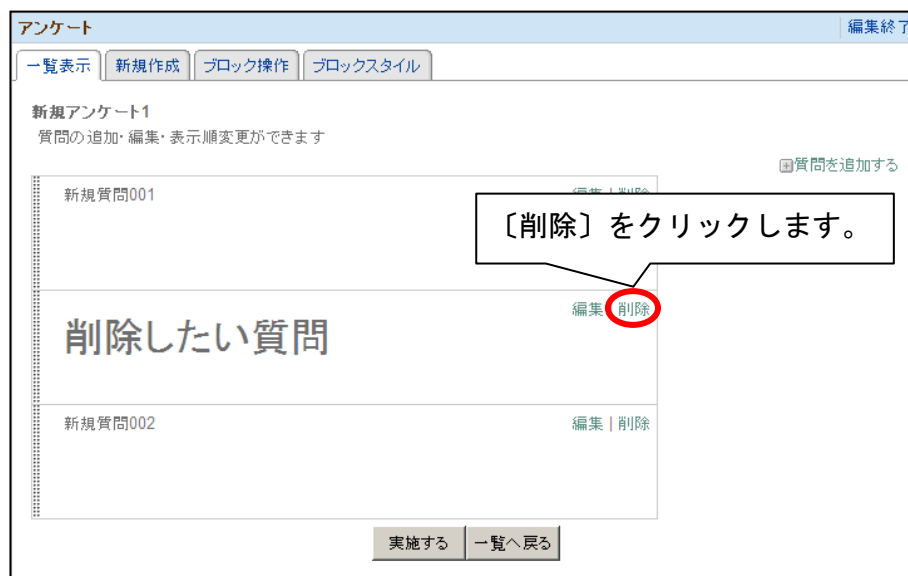 アンケート 編集終了
一覧表示 新規作成 ブロック操作 ブロックスタイル
新規アンケート1
質問の追加・編集・表示順変更ができます
質問を追加する
新規質問001 編集 | 削除
〔削除〕をクリックします。
編集 削除
削除したい質問
新規質問002 編集 | 削除
実施する 一覧へ戻る